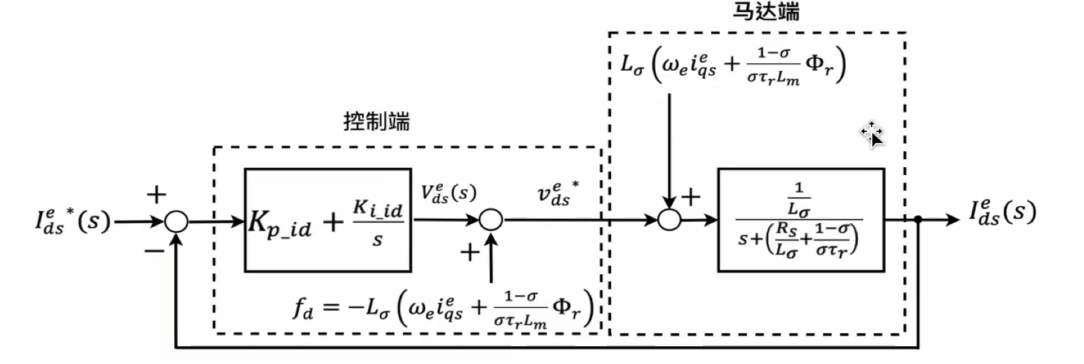 马达端
$L_\sigma\left(\omega_e i_{qs}^e + \frac{1-\sigma}{\sigma\tau_r L_m}\Phi_r\right)$
控制端
$I_{ds}^{e\,*}(s)$
+
−
$K_{p\_id} + \frac{K_{i\_id}}{s}$
$V_{ds}^e(s)$
+
$v_{ds}^{e\,*}$
+
$\frac{\frac{1}{L_\sigma}}{s+\left(\frac{R_s}{L_\sigma}+\frac{1-\sigma}{\sigma\tau_r}\right)}$
$I_{ds}^e(s)$
$f_d = -L_\sigma\left(\omega_e i_{qs}^e + \frac{1-\sigma}{\sigma\tau_r L_m}\Phi_r\right)$